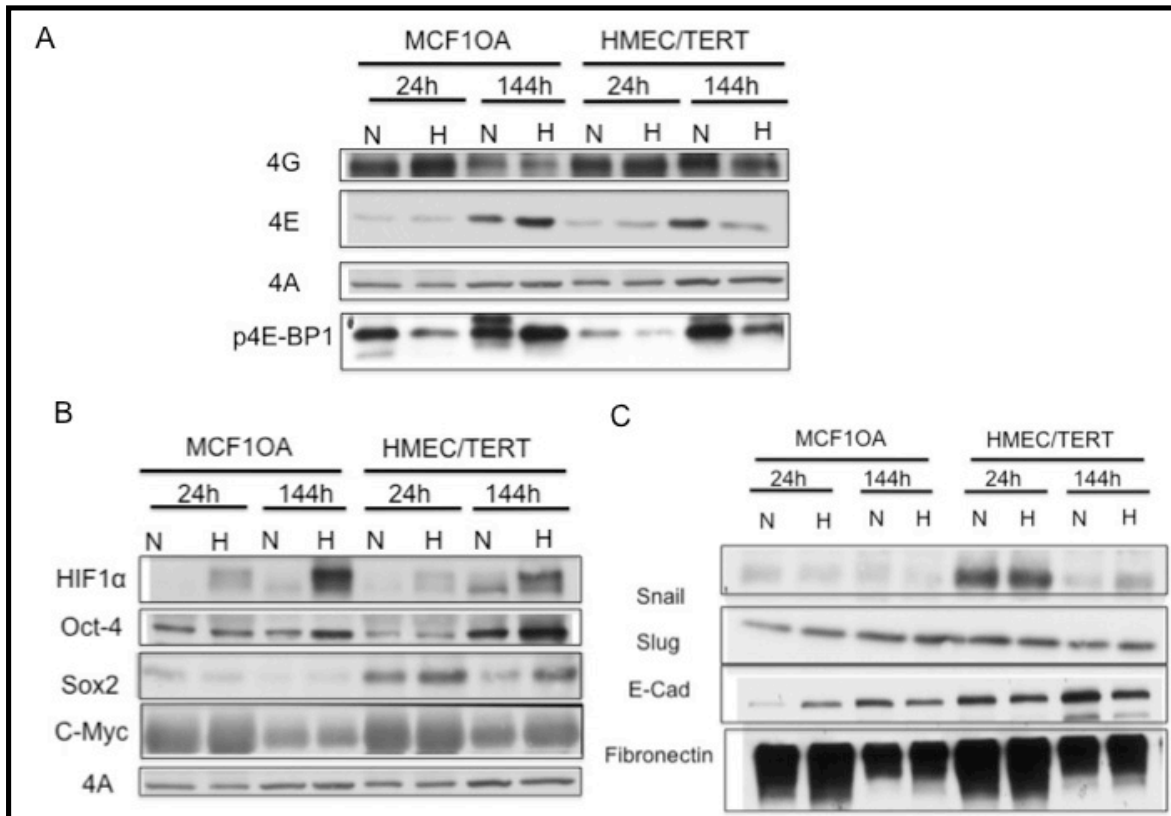 A
MCF1OA HMEC/TERT
24h 144h 24h 144h
N H N H N H N H
4G
4E
4A
p4E-BP1
B
MCF1OA HMEC/TERT
24h 144h 24h 144h
N H N H N H N H
HIF1α
Oct-4
Sox2
C-Myc
4A
C
MCF1OA HMEC/TERT
24h 144h 24h 144h
N H N H N H N H
Snail
Slug
E-Cad
Fibronectin